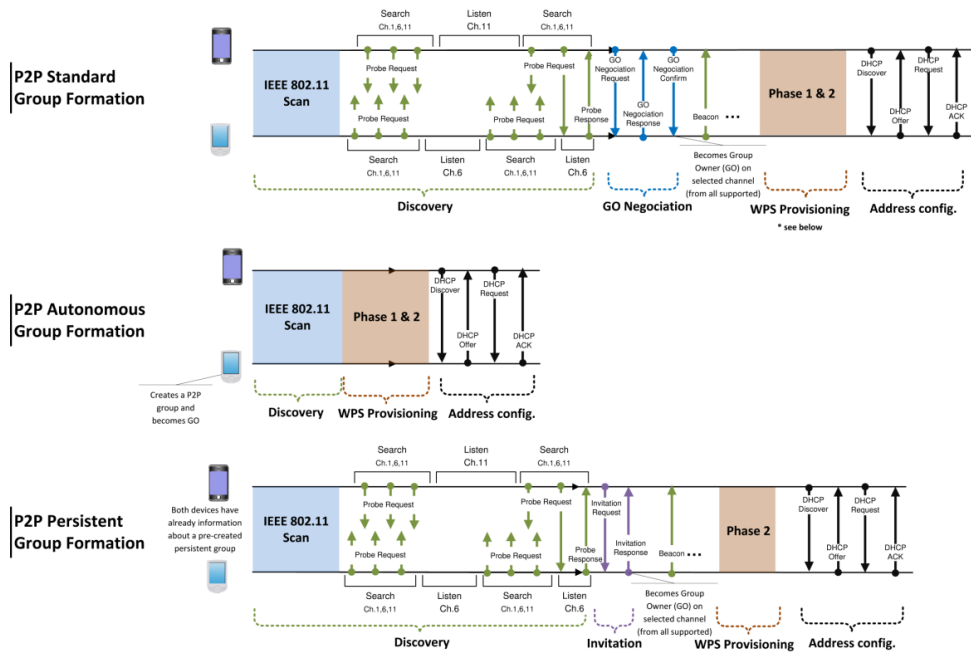 Search
Ch.1,6,11
Listen
Ch.11
Search
Ch.1,6,11
P2P Standard
Group Formation
IEEE 802.11
Scan
Probe Request
Probe Request
Probe Request
Probe Request
Probe
Response
GO
Negociation
Request
GO
Negociation
Response
GO
Negociation
Confirm
Beacon
...
Phase 1 & 2
DHCP
Discover
DHCP
Offer
DHCP
Request
DHCP
ACK
Search
Ch.1,6,11
Listen
Ch.6
Search
Ch.1,6,11
Listen
Ch.6
Becomes Group
Owner (GO) on
selected channel
(from all supported)
Discovery
GO Negociation
WPS Provisioning
* see below
Address config.
P2P Autonomous
Group Formation
IEEE 802.11
Scan
Phase 1 & 2
DHCP
Discover
DHCP
Offer
DHCP
Request
DHCP
ACK
Creates a P2P
group and
becomes GO
Discovery
WPS Provisioning
Address config.
Search
Ch.1,6,11
Listen
Ch.11
Search
Ch.1,6,11
P2P Persistent
Group Formation
Both devices have
already information
about a pre-created
persistent group
IEEE 802.11
Scan
Probe Request
Probe Request
Probe Request
Probe Request
Probe
Response
Invitation
Request
Invitation
Response
Beacon
...
Phase 2
DHCP
Discover
DHCP
Offer
DHCP
Request
DHCP
ACK
Search
Ch.1,6,11
Listen
Ch.6
Search
Ch.1,6,11
Listen
Ch.6
Becomes Group
Owner (GO) on
selected channel
(from all supported)
Discovery
Invitation
WPS Provisioning
Address config.